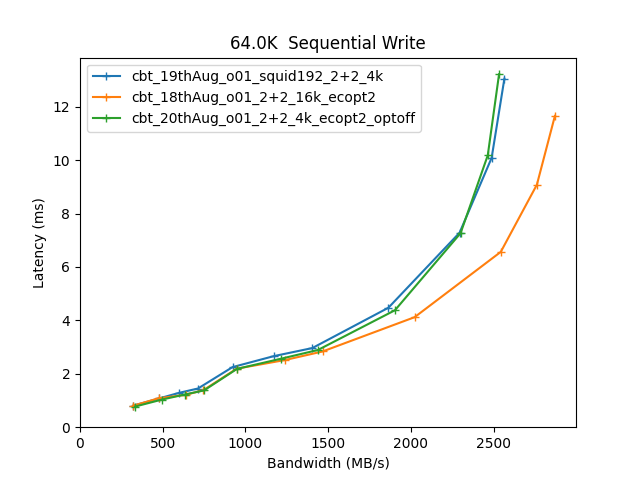 64.0K  Sequential Write
cbt_19thAug_o01_squid192_2+2_4k
cbt_18thAug_o01_2+2_16k_ecopt2
cbt_20thAug_o01_2+2_4k_ecopt2_optoff
Latency (ms)
12
10
8
6
4
2
0
0 500 1000 1500 2000 2500
Bandwidth (MB/s)